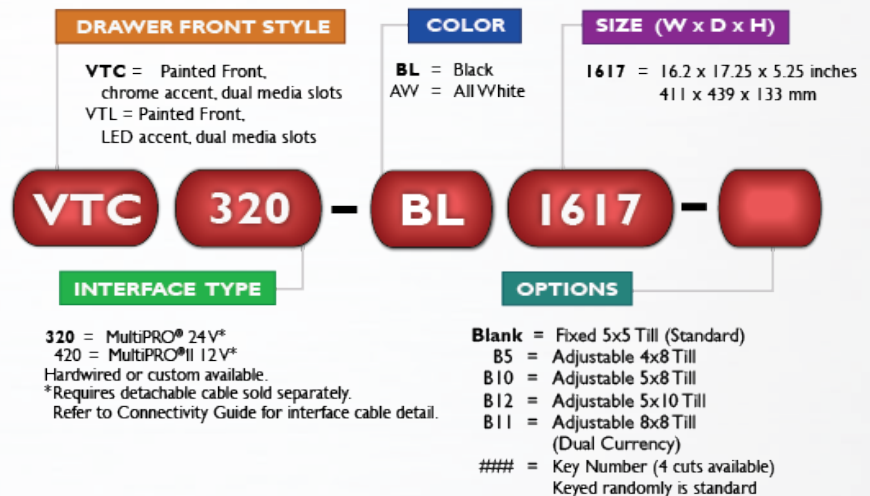 DRAWER FRONT STYLE
COLOR
SIZE (W x D x H)
VTC = Painted Front,
chrome accent, dual media slots
VTL = Painted Front,
LED accent, dual media slots
BL = Black
AW = All White
1617 = 16.2 x 17.25 x 5.25 inches
411 x 439 x 133 mm
VTC 320 - BL 1617 -
INTERFACE TYPE
OPTIONS
320 = MultiPRO® 24V*
420 = MultiPRO®II 12V*
Hardwired or custom available.
*Requires detachable cable sold separately.
Refer to Connectivity Guide for interface cable detail.
Blank = Fixed 5x5 Till (Standard)
B5 = Adjustable 4x8 Till
B10 = Adjustable 5x8 Till
B12 = Adjustable 5x10 Till
B11 = Adjustable 8x8 Till
(Dual Currency)
### = Key Number (4 cuts available)
Keyed randomly is standard